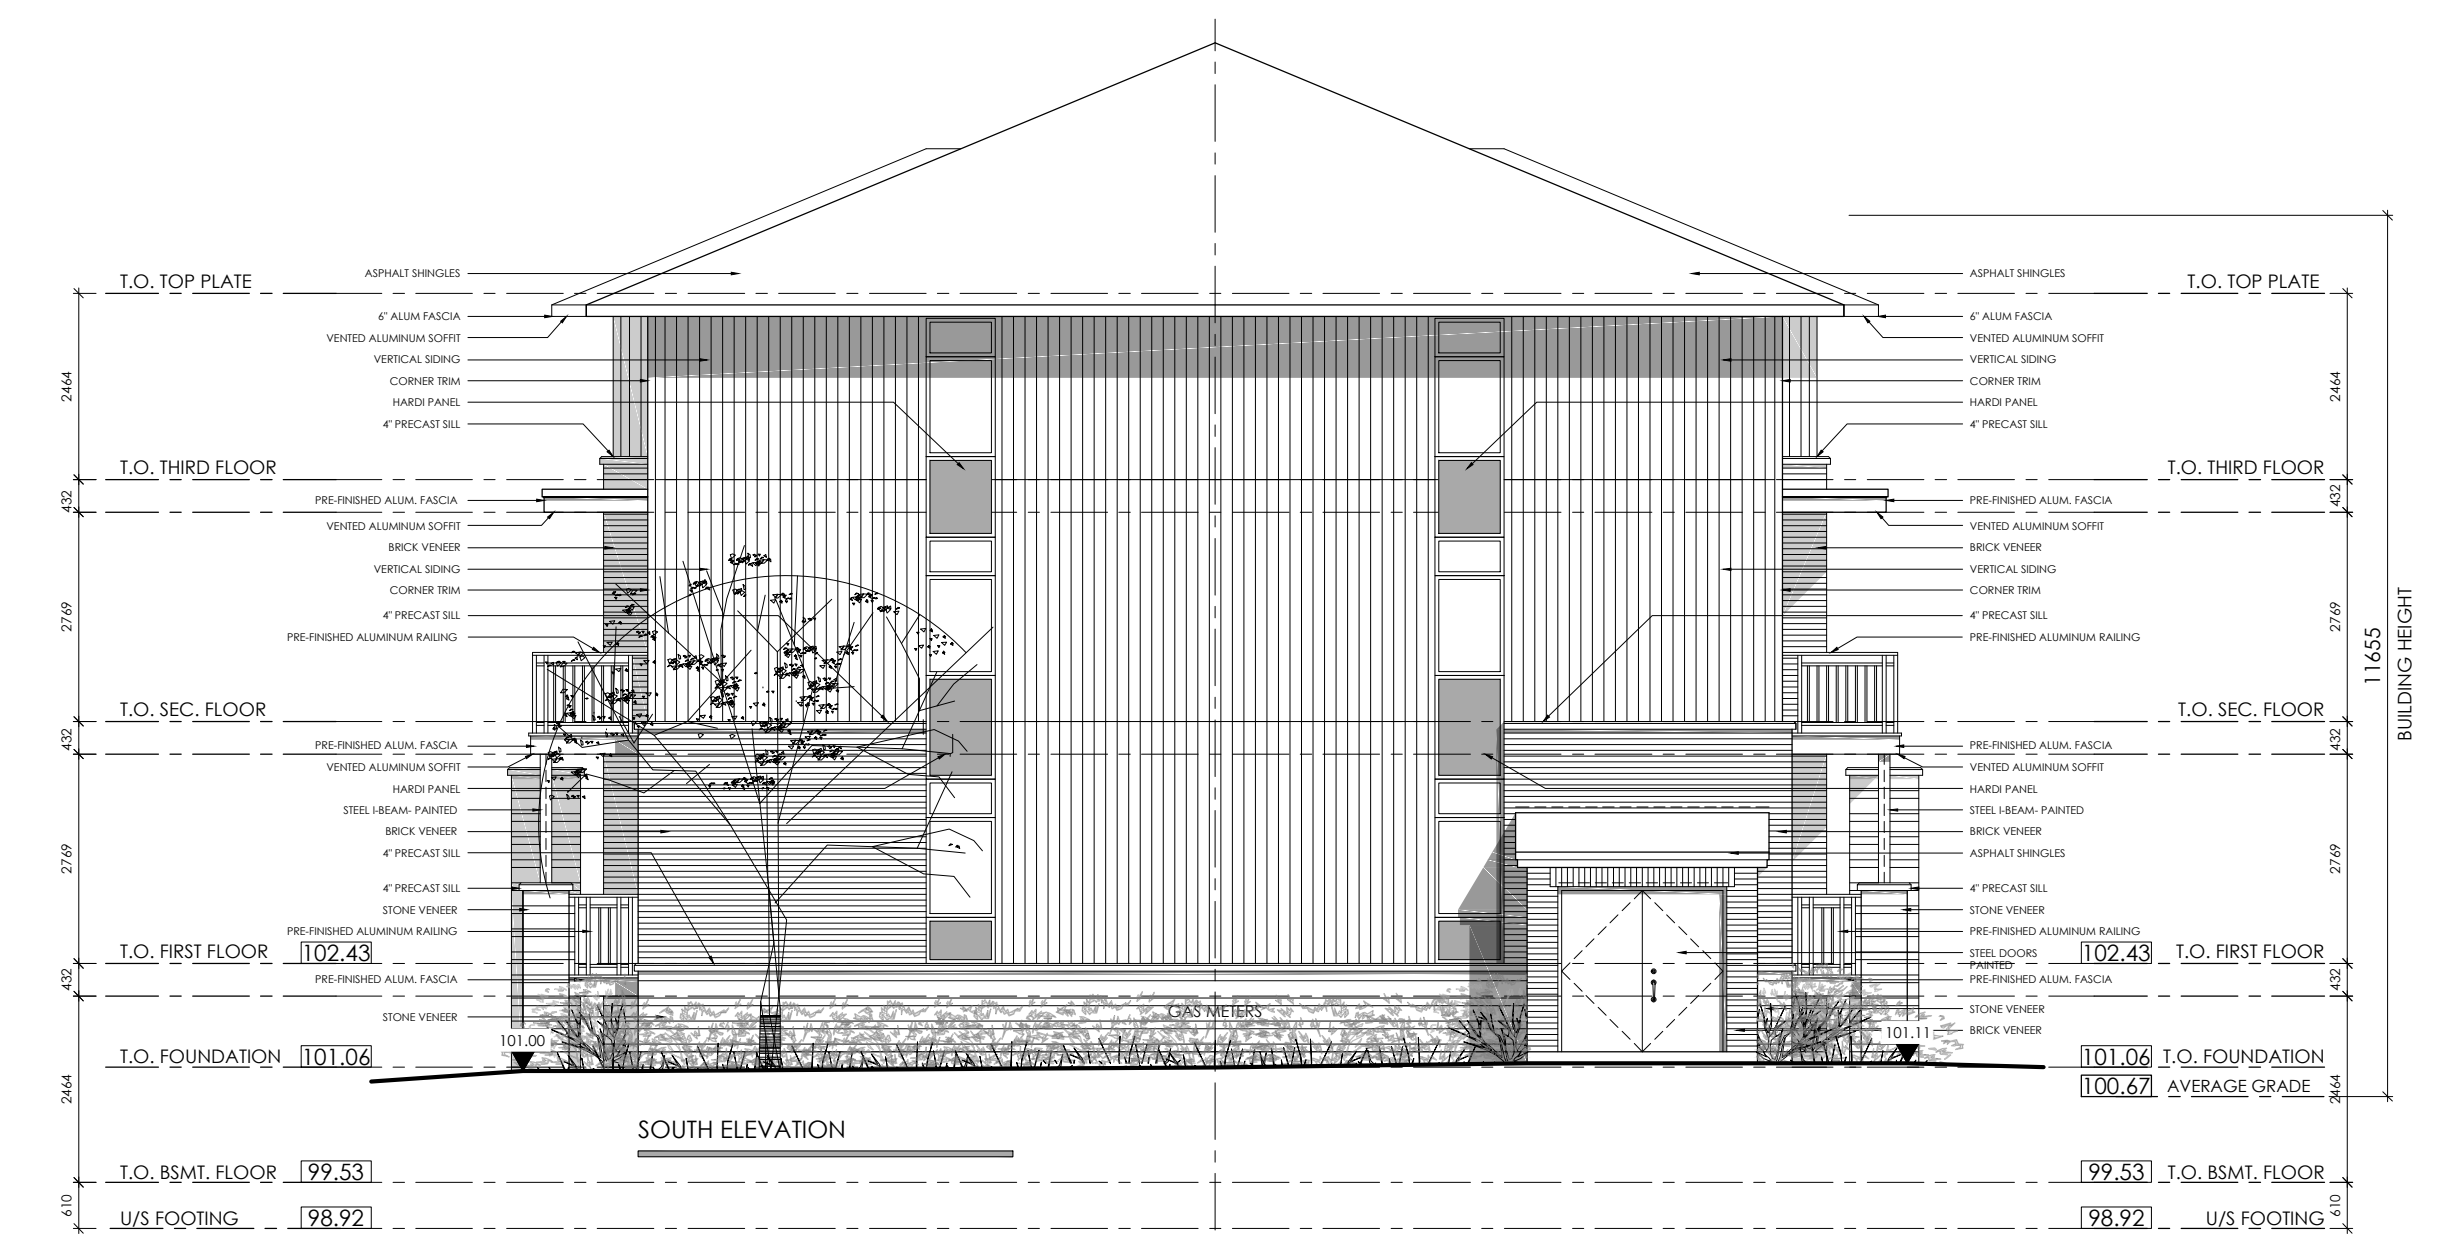 T.O. TOP PLATE
ASPHALT SHINGLES
6" ALUM FASCIA
VENTED ALUMINUM SOFFIT
VERTICAL SIDING
CORNER TRIM
HARDI PANEL
4" PRECAST SILL
2464
T.O. THIRD FLOOR
432
PRE-FINISHED ALUM. FASCIA
VENTED ALUMINUM SOFFIT
BRICK VENEER
VERTICAL SIDING
CORNER TRIM
4" PRECAST SILL
PRE-FINISHED ALUMINUM RAILING
2769
T.O. SEC. FLOOR
432
PRE-FINISHED ALUM. FASCIA
VENTED ALUMINUM SOFFIT
HARDI PANEL
STEEL I-BEAM- PAINTED
BRICK VENEER
4" PRECAST SILL
2769
4" PRECAST SILL
STONE VENEER
PRE-FINISHED ALUMINUM RAILING
T.O. FIRST FLOOR 102.43
432
PRE-FINISHED ALUM. FASCIA
STONE VENEER
101.00
T.O. FOUNDATION 101.06
2464
T.O. BSMT. FLOOR 99.53
610
U/S FOOTING 98.92
GAS METERS
SOUTH ELEVATION
ASPHALT SHINGLES
T.O. TOP PLATE
6" ALUM FASCIA
VENTED ALUMINUM SOFFIT
VERTICAL SIDING
CORNER TRIM
HARDI PANEL
4" PRECAST SILL
2464
T.O. THIRD FLOOR
432
PRE-FINISHED ALUM. FASCIA
VENTED ALUMINUM SOFFIT
BRICK VENEER
VERTICAL SIDING
CORNER TRIM
4" PRECAST SILL
PRE-FINISHED ALUMINUM RAILING
2769
T.O. SEC. FLOOR
432
PRE-FINISHED ALUM. FASCIA
VENTED ALUMINUM SOFFIT
HARDI PANEL
STEEL I-BEAM- PAINTED
BRICK VENEER
ASPHALT SHINGLES
2769
4" PRECAST SILL
STONE VENEER
PRE-FINISHED ALUMINUM RAILING
STEEL DOORS
PAINTED
102.43 T.O. FIRST FLOOR
432
PRE-FINISHED ALUM. FASCIA
STONE VENEER
BRICK VENEER
101.11
101.06 T.O. FOUNDATION
100.67 AVERAGE GRADE
2464
99.53 T.O. BSMT. FLOOR
610
98.92 U/S FOOTING
11655
BUILDING HEIGHT